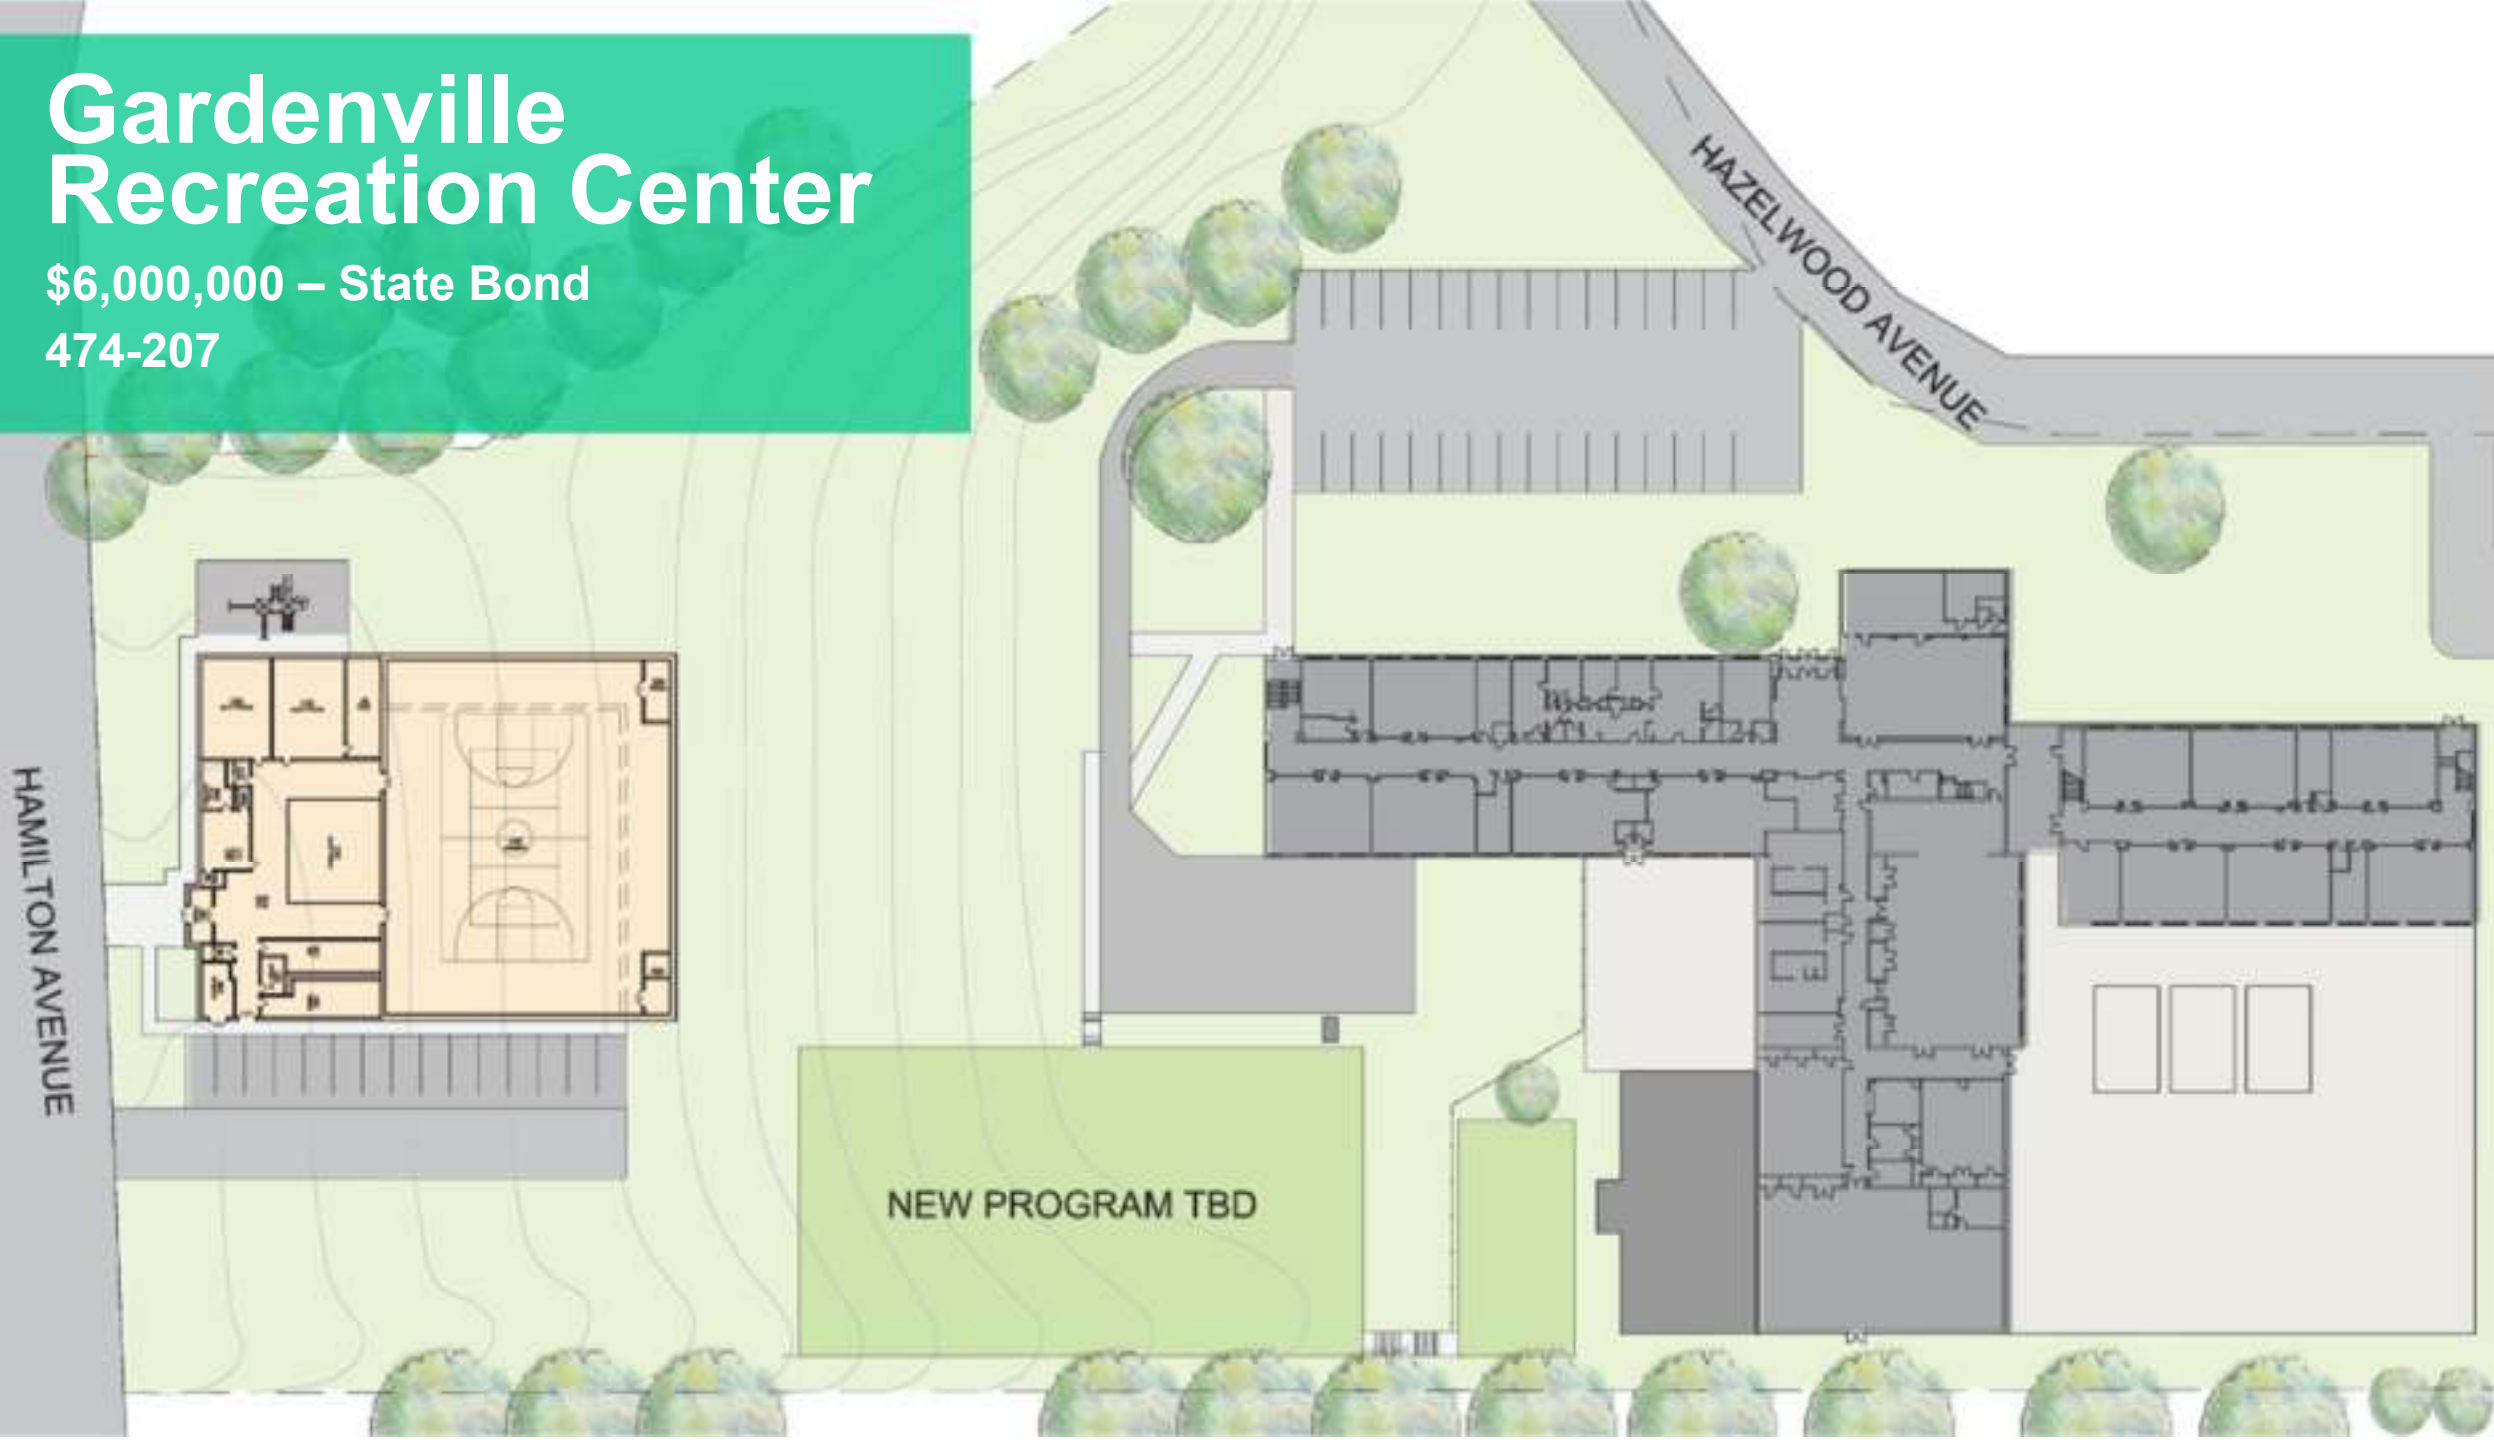 Gardenville
Recreation Center
$6,000,000 – State Bond
474-207
HAZELWOOD AVENUE
HAMILTON AVENUE
NEW PROGRAM TBD